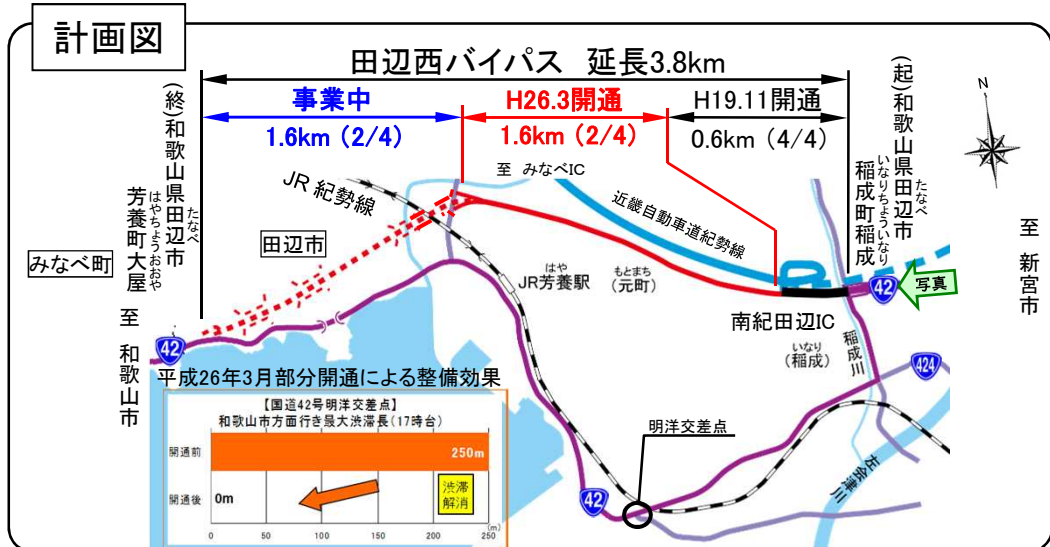 計画図
田辺西バイパス 延長3.8km
事業中
1.6km (2/4)
H26.3開通
1.6km (2/4)
H19.11開通
0.6km (4/4)
(終)和歌山県田辺市
たなべ
芳養町大屋
はやちょうおおや
(起)和歌山県田辺市
たなべ
稲成町稲成
いなりちょういなり
N
至 みなべIC
JR 紀勢線
近畿自動車道紀勢線
みなべ町
田辺市
至 和歌山市
至 新宮市
はや
JR芳養駅
もとまち
(元町)
42
写真
南紀田辺IC
いなり
(稲成)
稲成川
424
42
明洋交差点
左会津川
42
平成26年3月部分開通による整備効果
【国道42号明洋交差点】
和歌山市方面行き最大渋滞長(17時台)
開通前
250m
開通後
0m
渋滞
解消
0 50 100 150 200 250
(m)